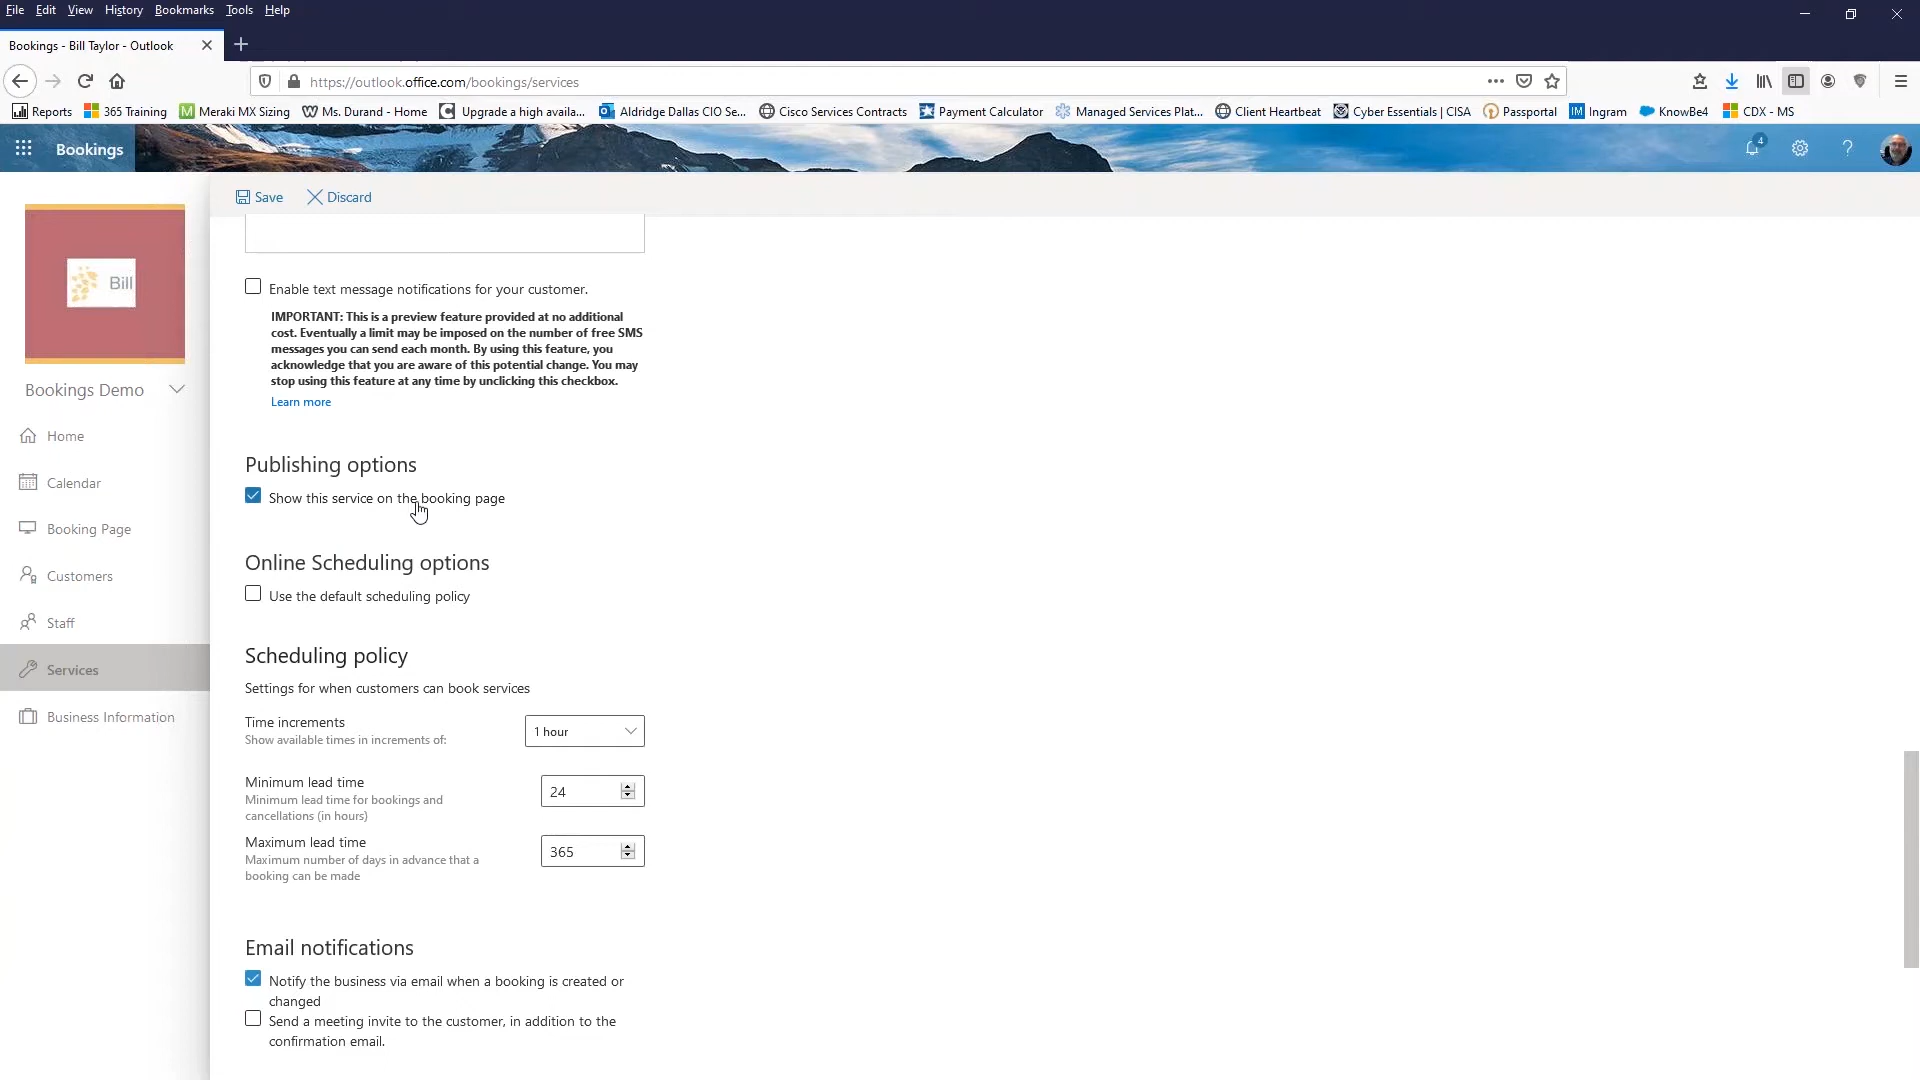 File Edit View History Bookmarks Tools Help
Bookings - Bill Taylor - Outlook
https://outlook.office.com/bookings/services
Reports 365 Training Meraki MX Sizing Ms. Durand - Home Upgrade a high availa... Aldridge Dallas CIO Se... Cisco Services Contracts Payment Calculator Managed Services Plat... Client Heartbeat Cyber Essentials | CISA Passportal Ingram KnowBe4 CDX - MS
Bookings
4
Save Discard
Bill
Bookings Demo
Home
Calendar
Booking Page
Customers
Staff
Services
Business Information
Enable text message notifications for your customer.
IMPORTANT: This is a preview feature provided at no additional
cost. Eventually a limit may be imposed on the number of free SMS
messages you can send each month. By using this feature, you
acknowledge that you are aware of this potential change. You may
stop using this feature at any time by unclicking this checkbox.
Learn more
Publishing options
Show this service on the booking page
Online Scheduling options
Use the default scheduling policy
Scheduling policy
Settings for when customers can book services
Time increments
Show available times in increments of:
1 hour
Minimum lead time
Minimum lead time for bookings and
cancellations (in hours)
24
Maximum lead time
Maximum number of days in advance that a
booking can be made
365
Email notifications
Notify the business via email when a booking is created or
changed
Send a meeting invite to the customer, in addition to the
confirmation email.